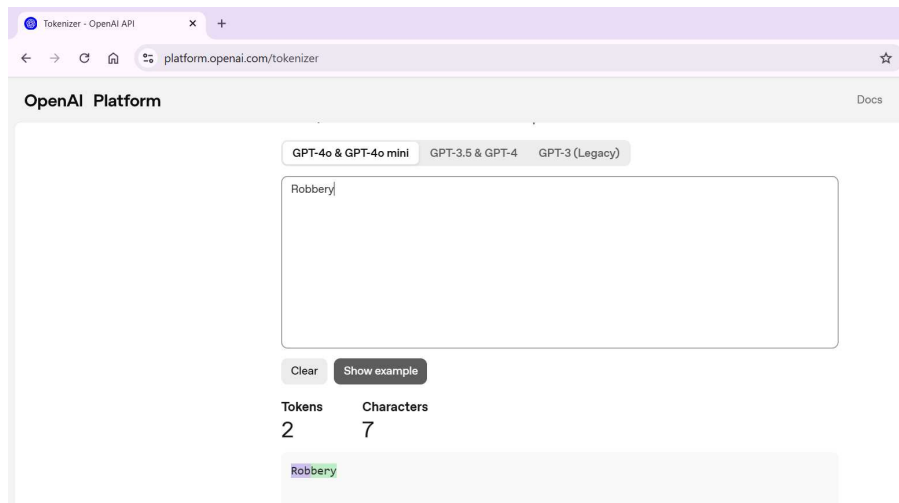 Tokenizer - OpenAI API
platform.openai.com/tokenizer
OpenAI Platform
Docs
GPT-4o & GPT-4o mini GPT-3.5 & GPT-4 GPT-3 (Legacy)
Robbery
Clear Show example
Tokens Characters
2 7
Robbery